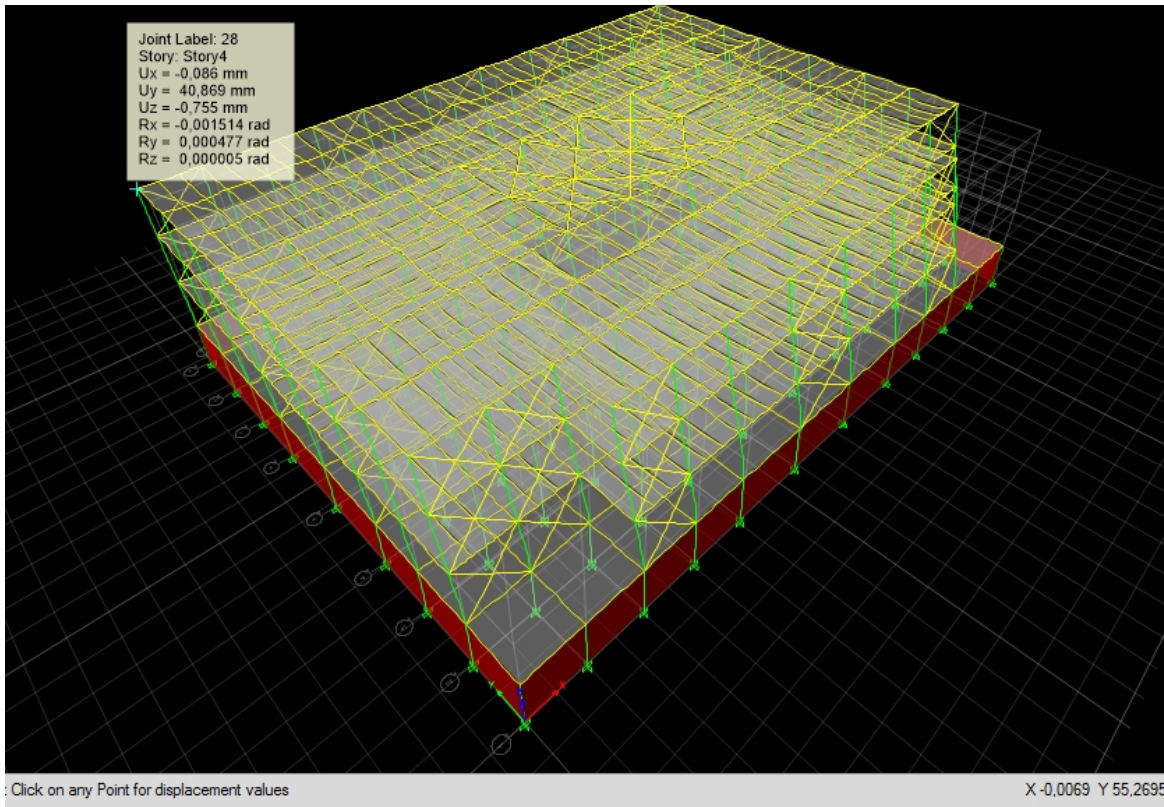 Joint Label: 28
Story: Story4
Ux = -0,086 mm
Uy = 40,869 mm
Uz = -0,755 mm
Rx = -0,001514 rad
Ry = 0,000477 rad
Rz = 0,000005 rad
: Click on any Point for displacement values
X -0,0069 Y 55,2695